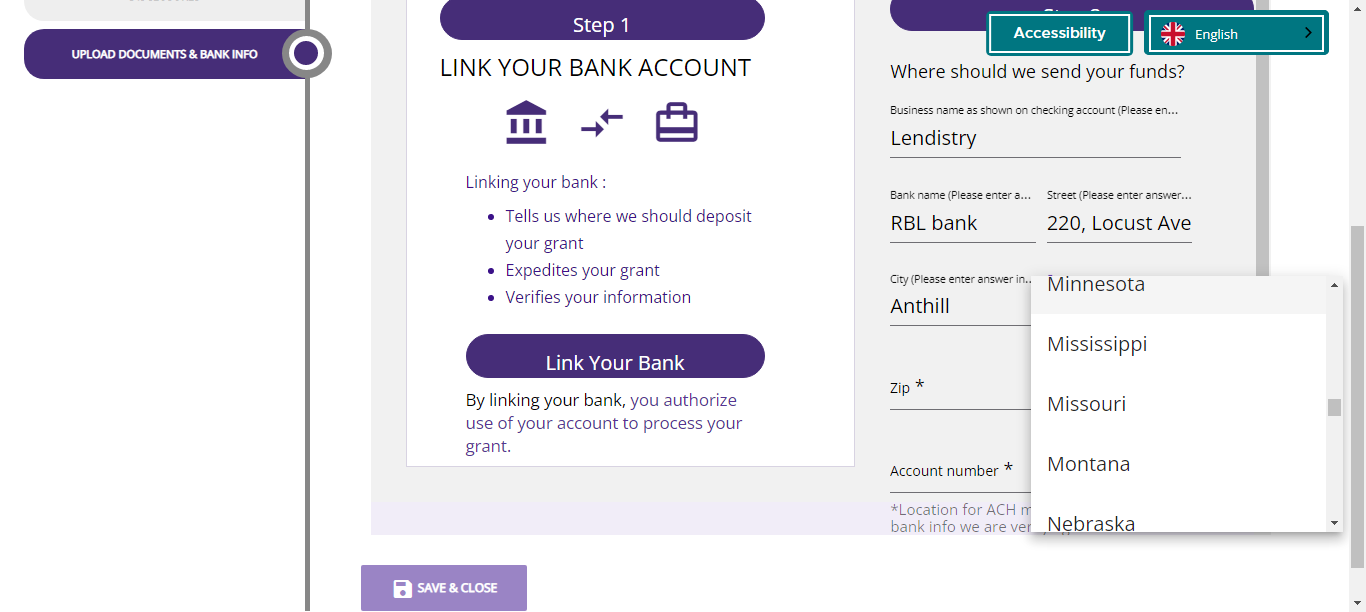 UPLOAD DOCUMENTS & BANK INFO
Step 1
LINK YOUR BANK ACCOUNT
Linking your bank :
Tells us where we should deposit
your grant
Expedites your grant
Verifies your information
Link Your Bank
By linking your bank, you authorize
use of your account to process your
grant.
Accessibility
English
Where should we send your funds?
Business name as shown on checking account (Please en...
Lendistry
Bank name (Please enter a...
RBL bank
Street (Please enter answer...
220, Locust Ave
City (Please enter answer in...
Anthill
Zip *
Account number *
*Location for ACH
bank info we are
Minnesota
Mississippi
Missouri
Montana
Nebraska
SAVE & CLOSE